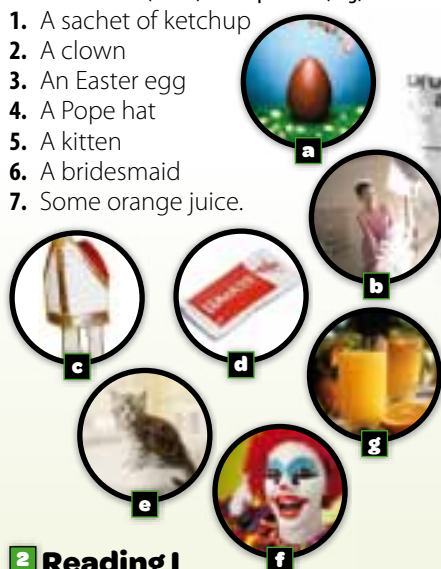 1. A sachet of ketchup
2. A clown
3. An Easter egg
4. A Pope hat
5. A kitten
6. A bridesmaid
7. Some orange juice.
a
b
c
d
g
e
f
2 Reading I